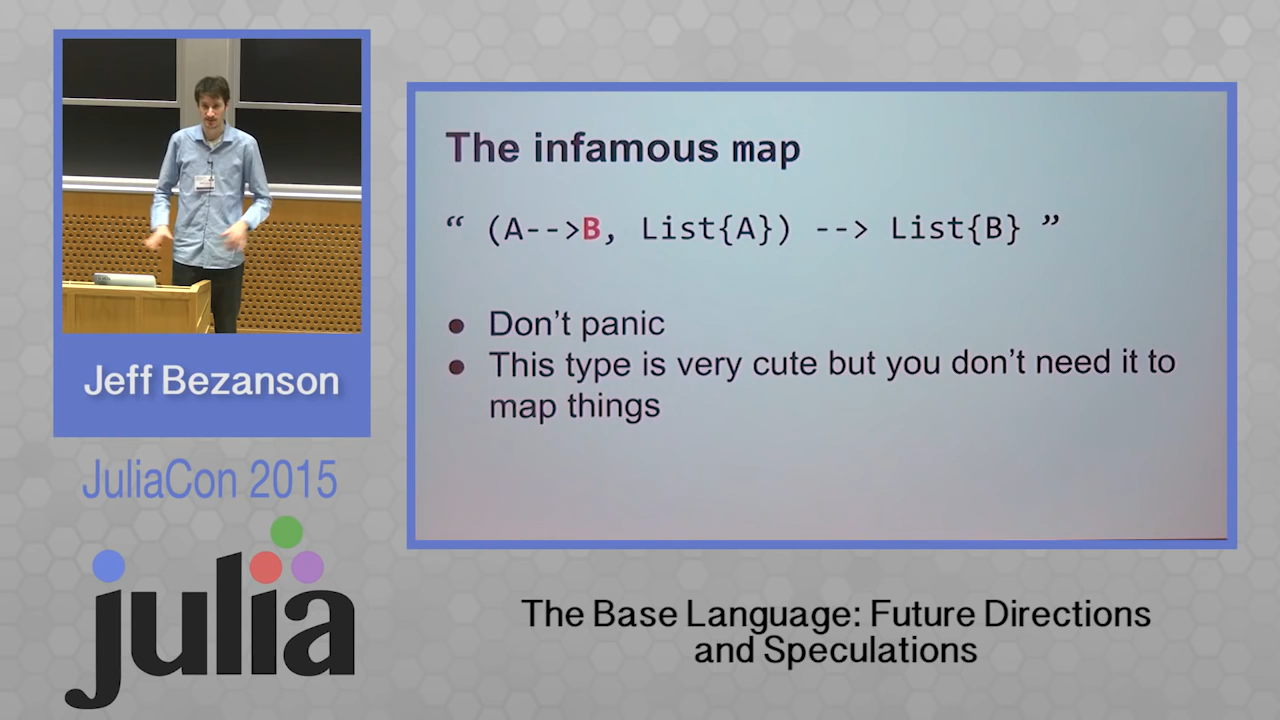 The infamous map
“ (A-->B, List{A}) --> List{B} ”
● Don’t panic
● This type is very cute but you don’t need it to
map things
Jeff Bezanson
JuliaCon 2015
julia
The Base Language: Future Directions
and Speculations